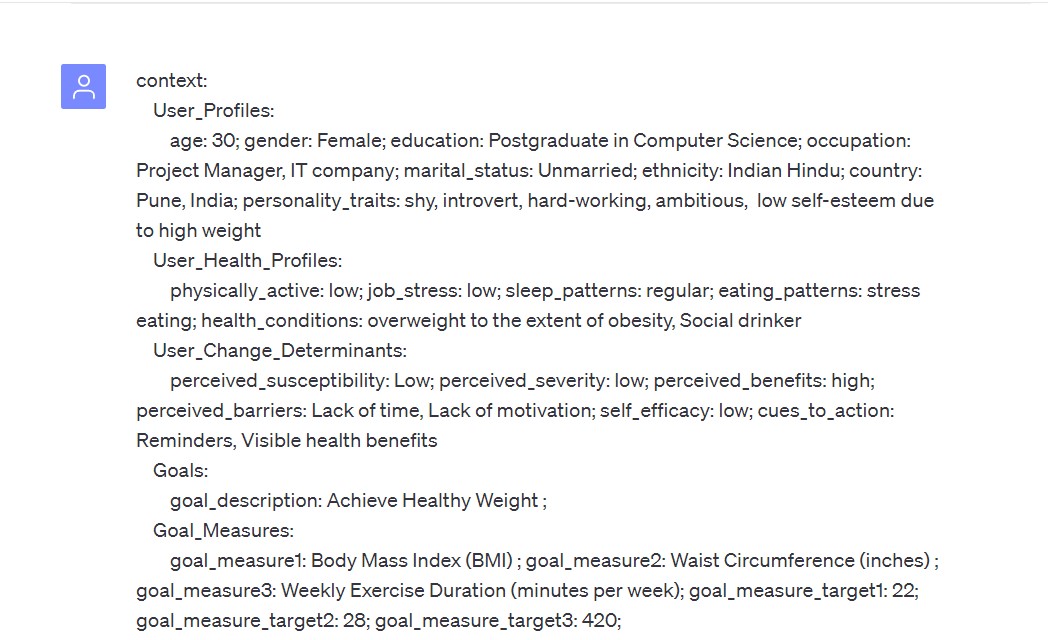 context:
User_Profiles:
age: 30; gender: Female; education: Postgraduate in Computer Science; occupation:
Project Manager, IT company; marital_status: Unmarried; ethnicity: Indian Hindu; country:
Pune, India; personality_traits: shy, introvert, hard-working, ambitious,  low self-esteem due
to high weight
User_Health_Profiles:
physically_active: low; job_stress: low; sleep_patterns: regular; eating_patterns: stress
eating; health_conditions: overweight to the extent of obesity, Social drinker
User_Change_Determinants:
perceived_susceptibility: Low; perceived_severity: low; perceived_benefits: high;
perceived_barriers: Lack of time, Lack of motivation; self_efficacy: low; cues_to_action:
Reminders, Visible health benefits
Goals:
goal_description: Achieve Healthy Weight ;
Goal_Measures:
goal_measure1: Body Mass Index (BMI) ; goal_measure2: Waist Circumference (inches) ;
goal_measure3: Weekly Exercise Duration (minutes per week); goal_measure_target1: 22;
goal_measure_target2: 28; goal_measure_target3: 420;